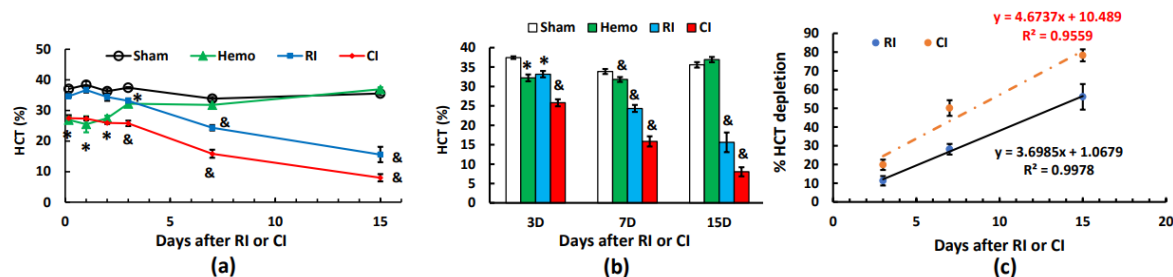 Sham Hemo RI CI
HCT (%)
50
40
30
20
10
0
* * * * & & & & &
0 5 10 15
Days after RI or CI
(a)
Sham Hemo RI CI
HCT (%)
40
35
30
25
20
15
10
5
0
* * & & & & & &
3D 7D 15D
Days after RI or CI
(b)
y = 4.6737x + 10.489
R² = 0.9559
RI CI
% HCT depletion
90
80
70
60
50
40
30
20
10
0
y = 3.6985x + 1.0679
R² = 0.9978
0 5 10 15 20
Days after RI or CI
(c)